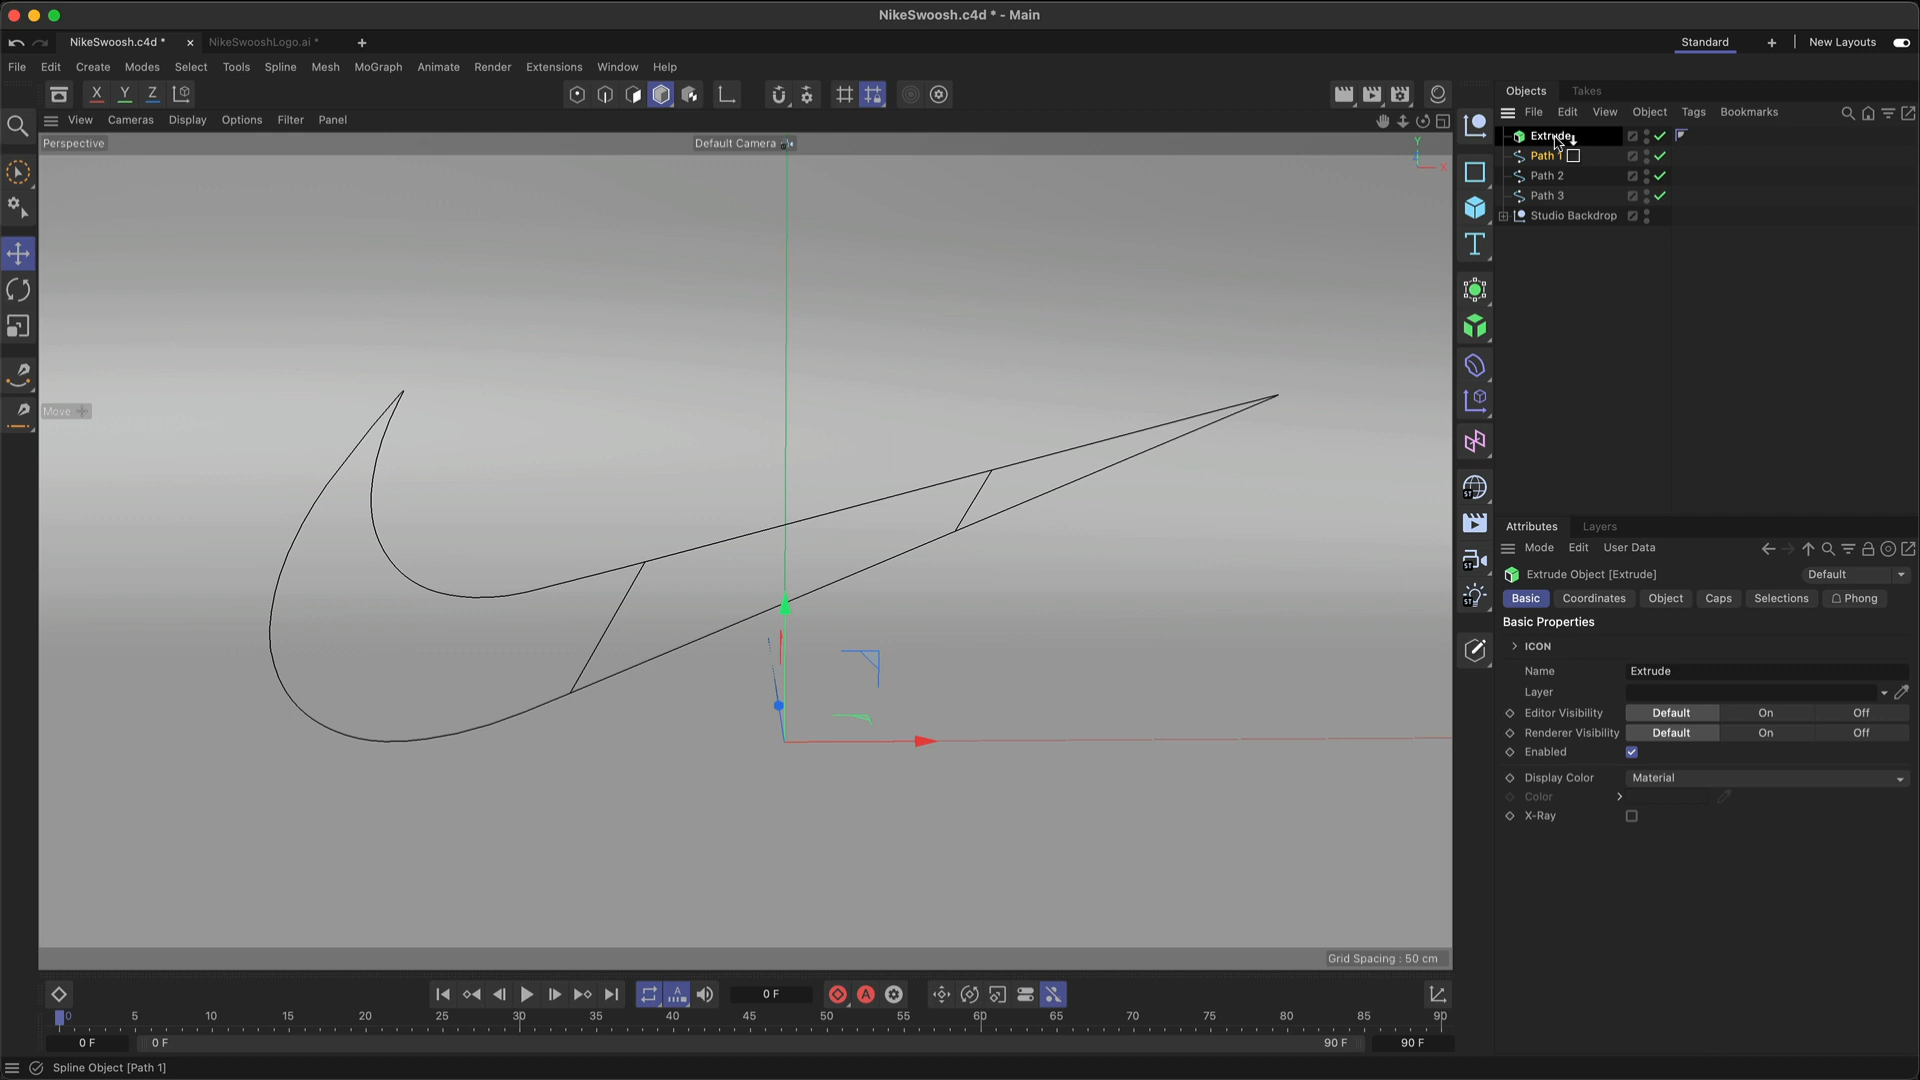 NikeSwoosh.c4d * - Main
NikeSwoosh.c4d * NikeSwooshLogo.ai * Standard New Layouts
File Edit Create Modes Select Tools Spline Mesh MoGraph Animate Render Extensions Window Help
X Y Z
Objects Takes
View Cameras Display Options Filter Panel
File Edit View Object Tags Bookmarks
Perspective
Default Camera
Y
X
Extrude
Path 1
Path 2
Path 3
Studio Backdrop
Move
ST
ST
ST
Attributes Layers
Mode Edit User Data
Extrude Object [Extrude]
Default
Basic Coordinates Object Caps Selections Phong
Basic Properties
ICON
Name Extrude
Layer
Editor Visibility Default On Off
Renderer Visibility Default On Off
Enabled
Display Color Material
Color
X-Ray
Grid Spacing : 50 cm
A
0 F
A
0 5 10 15 20 25 30 35 40 45 50 55 60 65 70 75 80 85 90
0 F 0 F 90 F 90 F
Spline Object [Path 1]